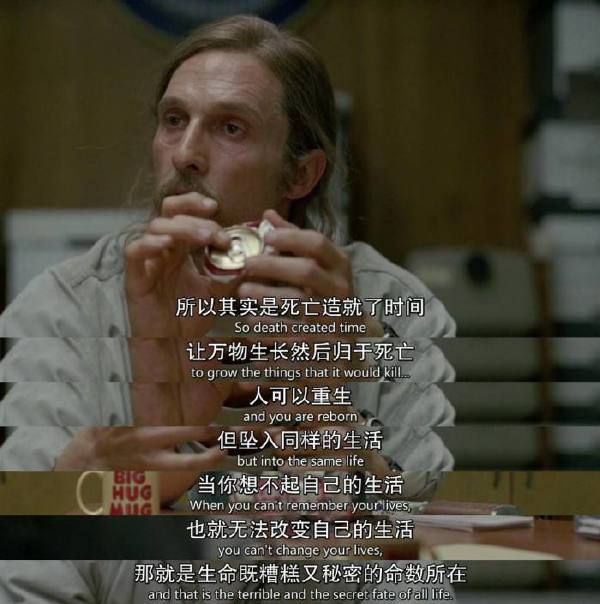 所以其实是死亡造就了时间
So death created time
让万物生长然后归于死亡
to grow the things that it would kill...
人可以重生
and you are reborn
但坠入同样的生活
but into the same life
当你想不起自己的生活
When you can't remember your lives,
BIG
HUG
MUG
也就无法改变自己的生活
you can't change your lives,
那就是生命既糟糕又秘密的命数所在
and that is the terrible and the secret fate of all life.